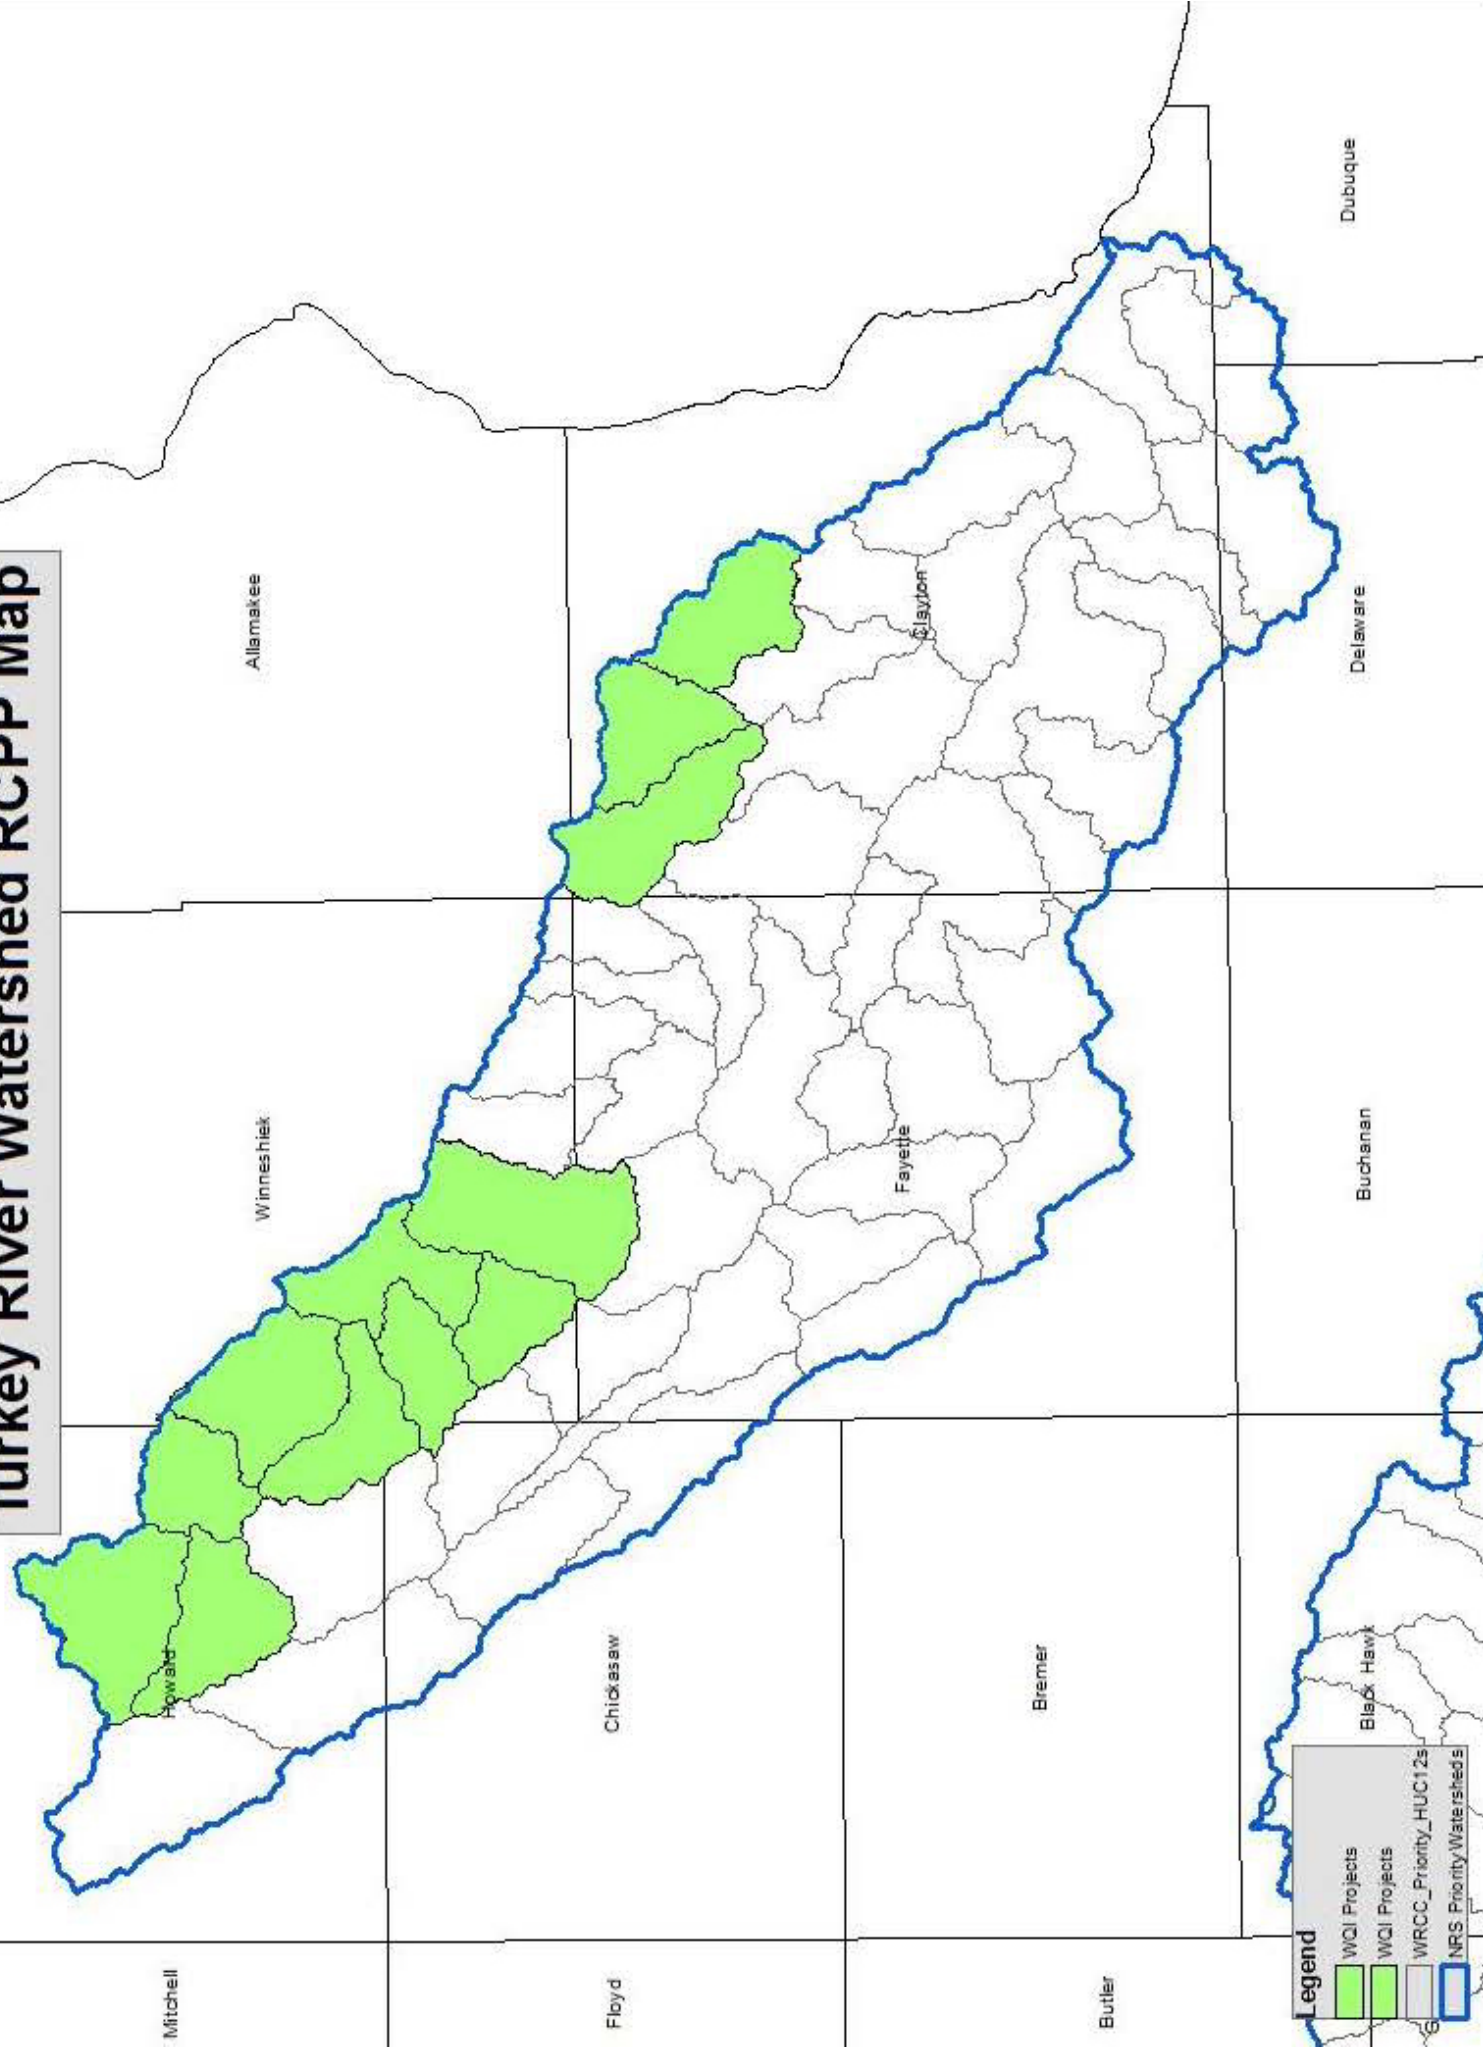 Turkey River Watershed RCPP Map
Allamakee
Winneshiek
Howard
Mitchell
Clayton
Fayette
Chickasaw
Floyd
Dubuque
Delaware
Buchanan
Bremer
Black Hawk
Butler
Legend
WQI Projects
WQI Projects
WRCC_Priority_HUC12s
NRS Priority Watersheds